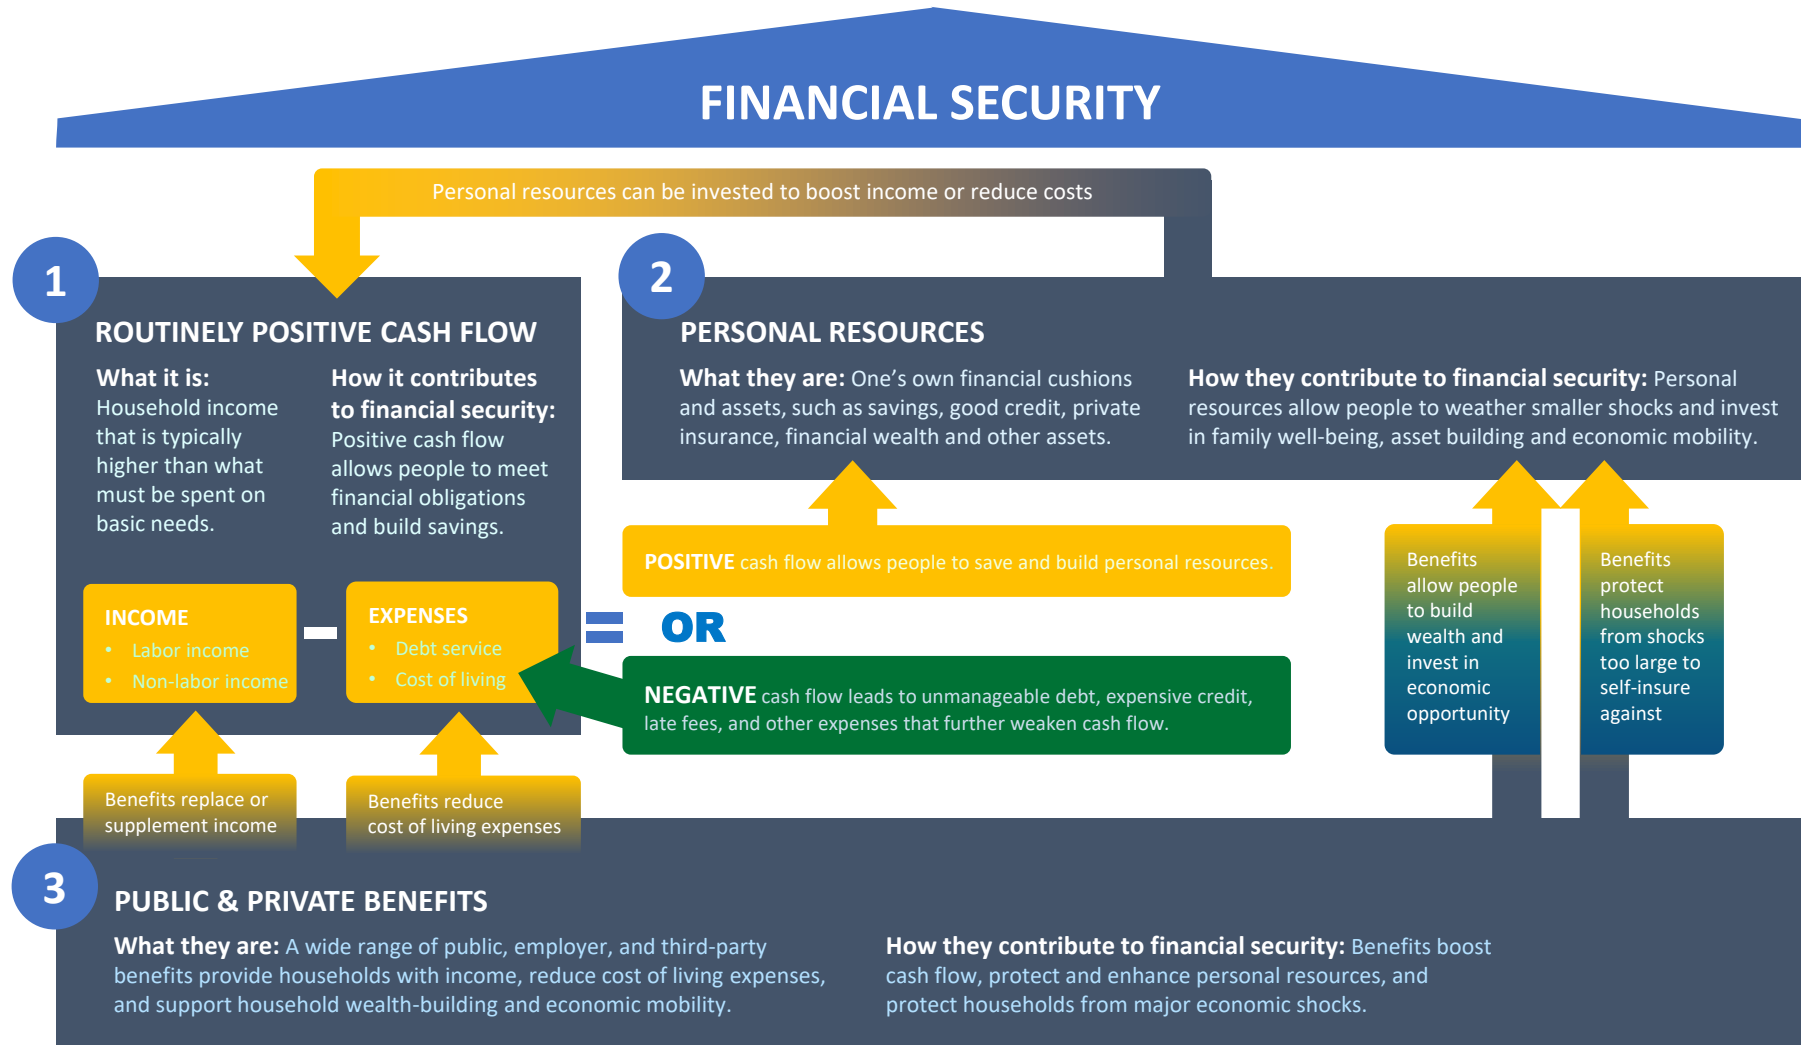 FINANCIAL SECURITY
Personal resources can be invested to boost income or reduce costs
1
ROUTINELY POSITIVE CASH FLOW
What it is:
Household income
that is typically
higher than what
must be spent on
basic needs.
How it contributes
to financial security:
Positive cash flow
allows people to meet
financial obligations
and build savings.
INCOME
• Labor income
• Non-labor income
–
EXPENSES
• Debt service
• Cost of living
=
2
PERSONAL RESOURCES
What they are: One’s own financial cushions
and assets, such as savings, good credit, private
insurance, financial wealth and other assets.
How they contribute to financial security: Personal
resources allow people to weather smaller shocks and invest
in family well-being, asset building and economic mobility.
POSITIVE cash flow allows people to save and build personal resources.
OR
NEGATIVE cash flow leads to unmanageable debt, expensive credit,
late fees, and other expenses that further weaken cash flow.
Benefits
allow people
to build
wealth and
invest in
economic
opportunity
Benefits
protect
households
from shocks
too large to
self-insure
against
Benefits replace or
supplement income
Benefits reduce
cost of living expenses
3
PUBLIC & PRIVATE BENEFITS
What they are: A wide range of public, employer, and third-party
benefits provide households with income, reduce cost of living expenses,
and support household wealth-building and economic mobility.
How they contribute to financial security: Benefits boost
cash flow, protect and enhance personal resources, and
protect households from major economic shocks.